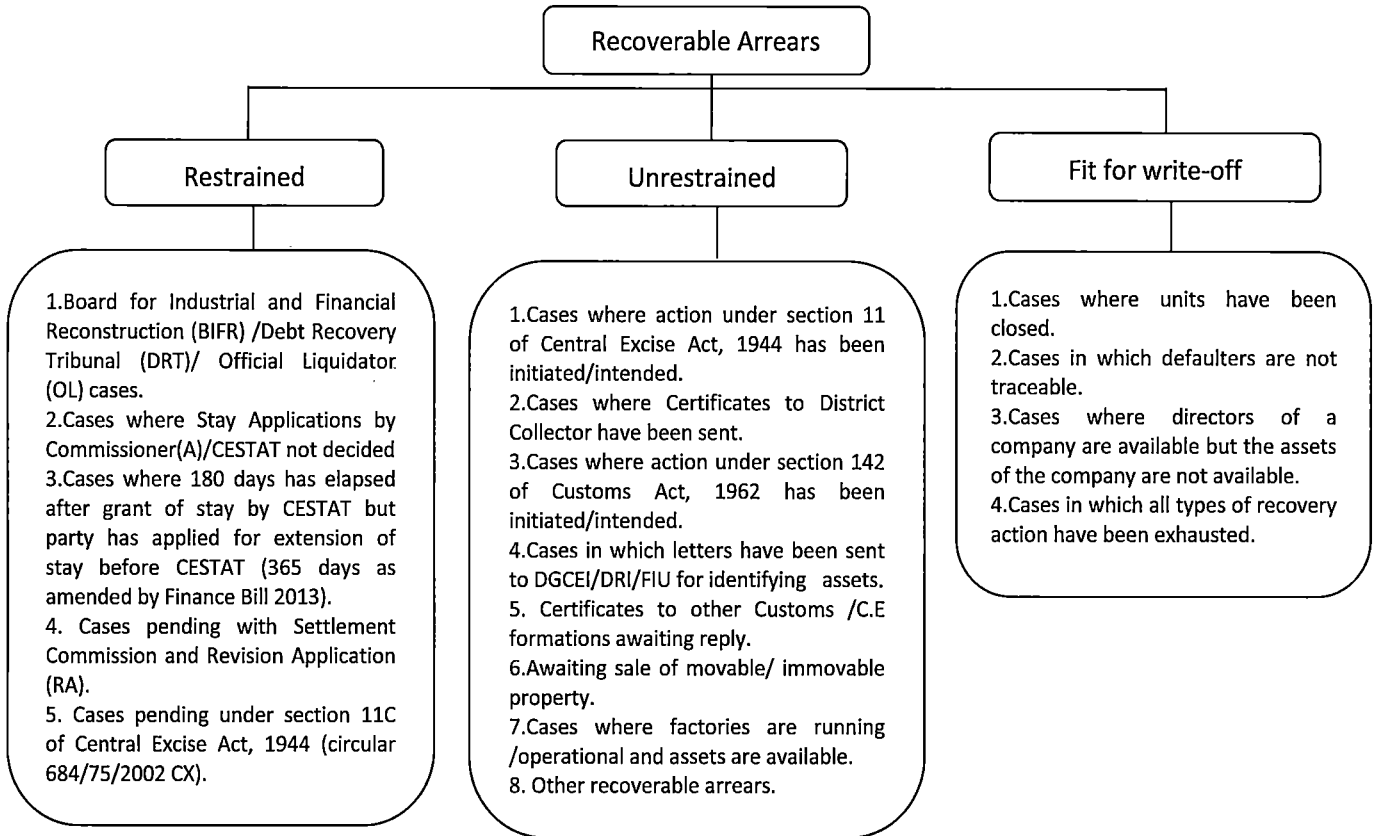 Recoverable Arrears
Restrained
Unrestrained
Fit for write-off
1.Board for Industrial and Financial
Reconstruction (BIFR) /Debt Recovery
Tribunal (DRT)/ Official Liquidator
(OL) cases.
2.Cases where Stay Applications by
Commissioner(A)/CESTAT not decided
3.Cases where 180 days has elapsed
after grant of stay by CESTAT but
party has applied for extension of
stay before CESTAT (365 days as
amended by Finance Bill 2013).
4. Cases pending with Settlement
Commission and Revision Application
(RA).
5. Cases pending under section 11C
of Central Excise Act, 1944 (circular
684/75/2002 CX).
1.Cases where action under section 11
of Central Excise Act, 1944 has been
initiated/intended.
2.Cases where Certificates to District
Collector have been sent.
3.Cases where action under section 142
of Customs Act, 1962 has been
initiated/intended.
4.Cases in which letters have been sent
to DGCEI/DRI/FIU for identifying assets.
5. Certificates to other Customs /C.E
formations awaiting reply.
6.Awaiting sale of movable/ immovable
property.
7.Cases where factories are running
/operational and assets are available.
8. Other recoverable arrears.
1.Cases where units have been
closed.
2.Cases in which defaulters are not
traceable.
3.Cases where directors of a
company are available but the assets
of the company are not available.
4.Cases in which all types of recovery
action have been exhausted.